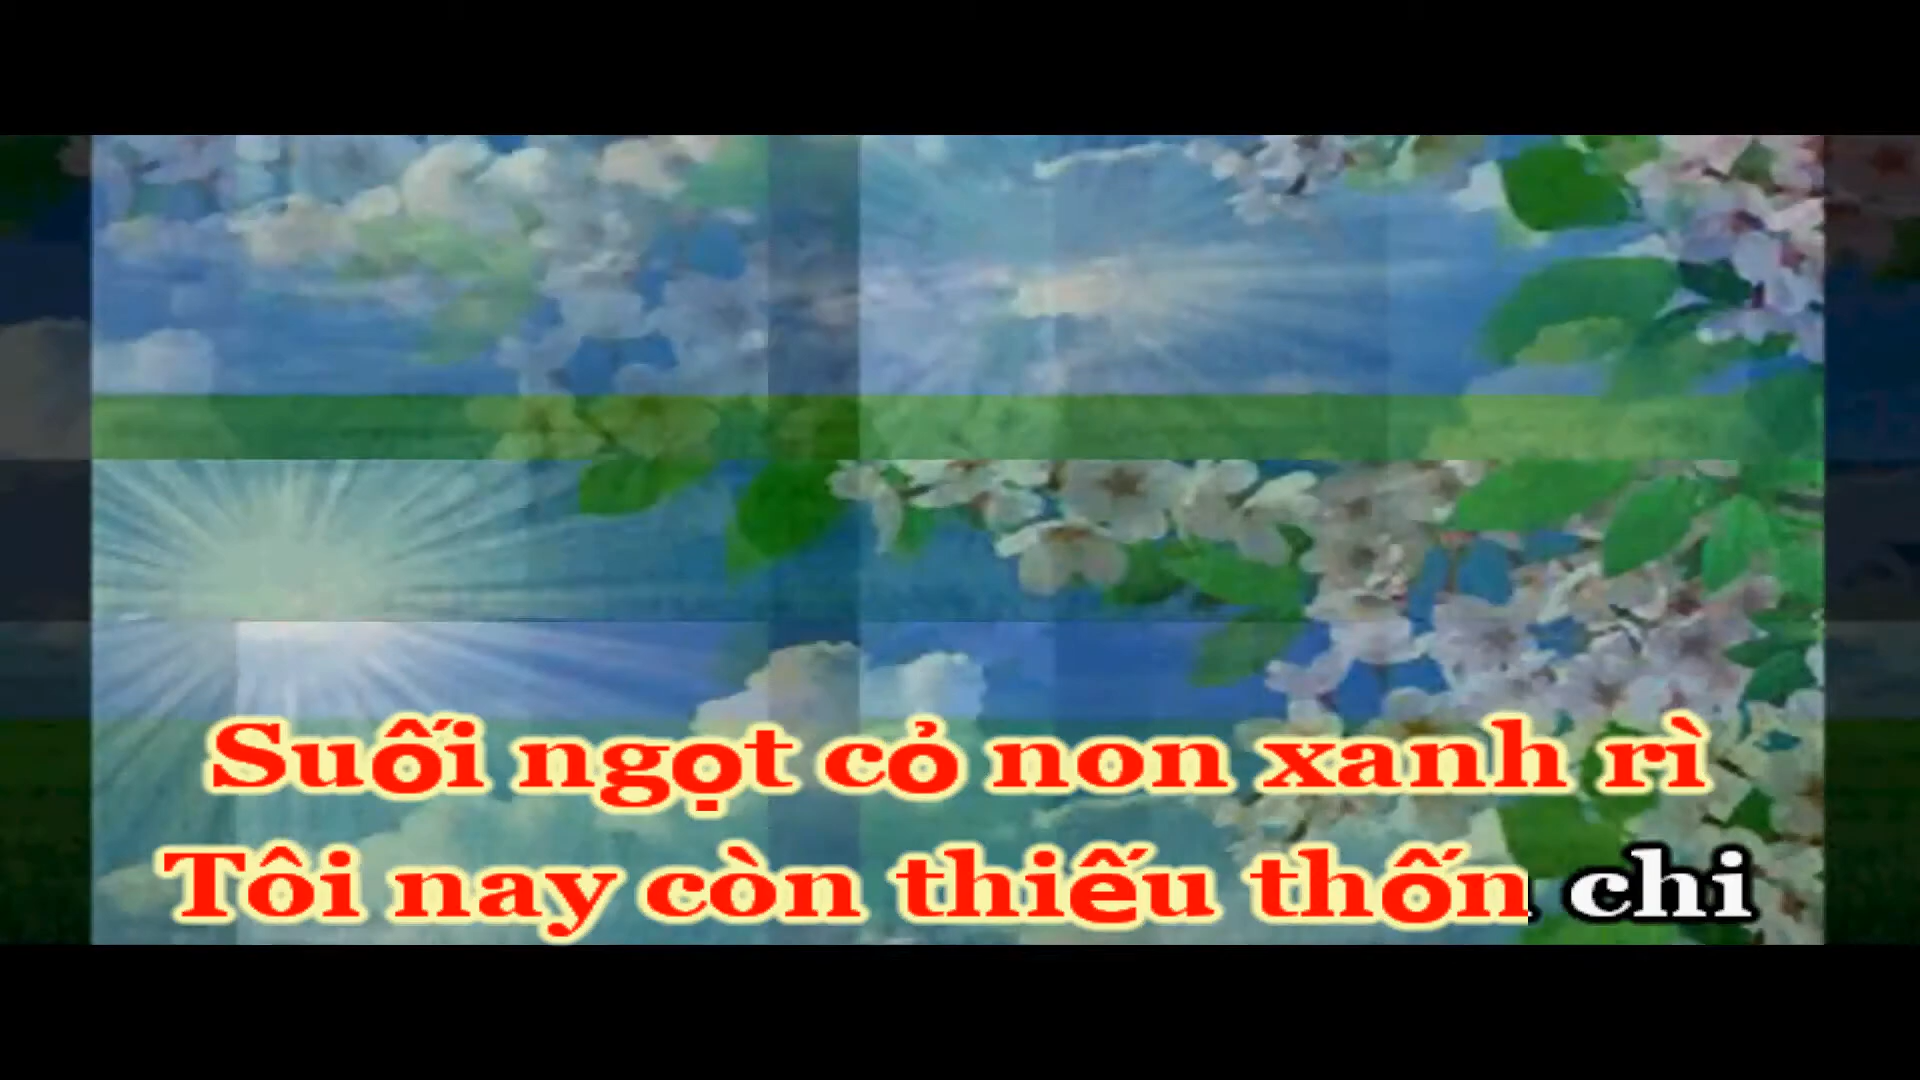 Suối ngọt cỏ non xanh rì
Tôi nay còn thiếu thốn chi